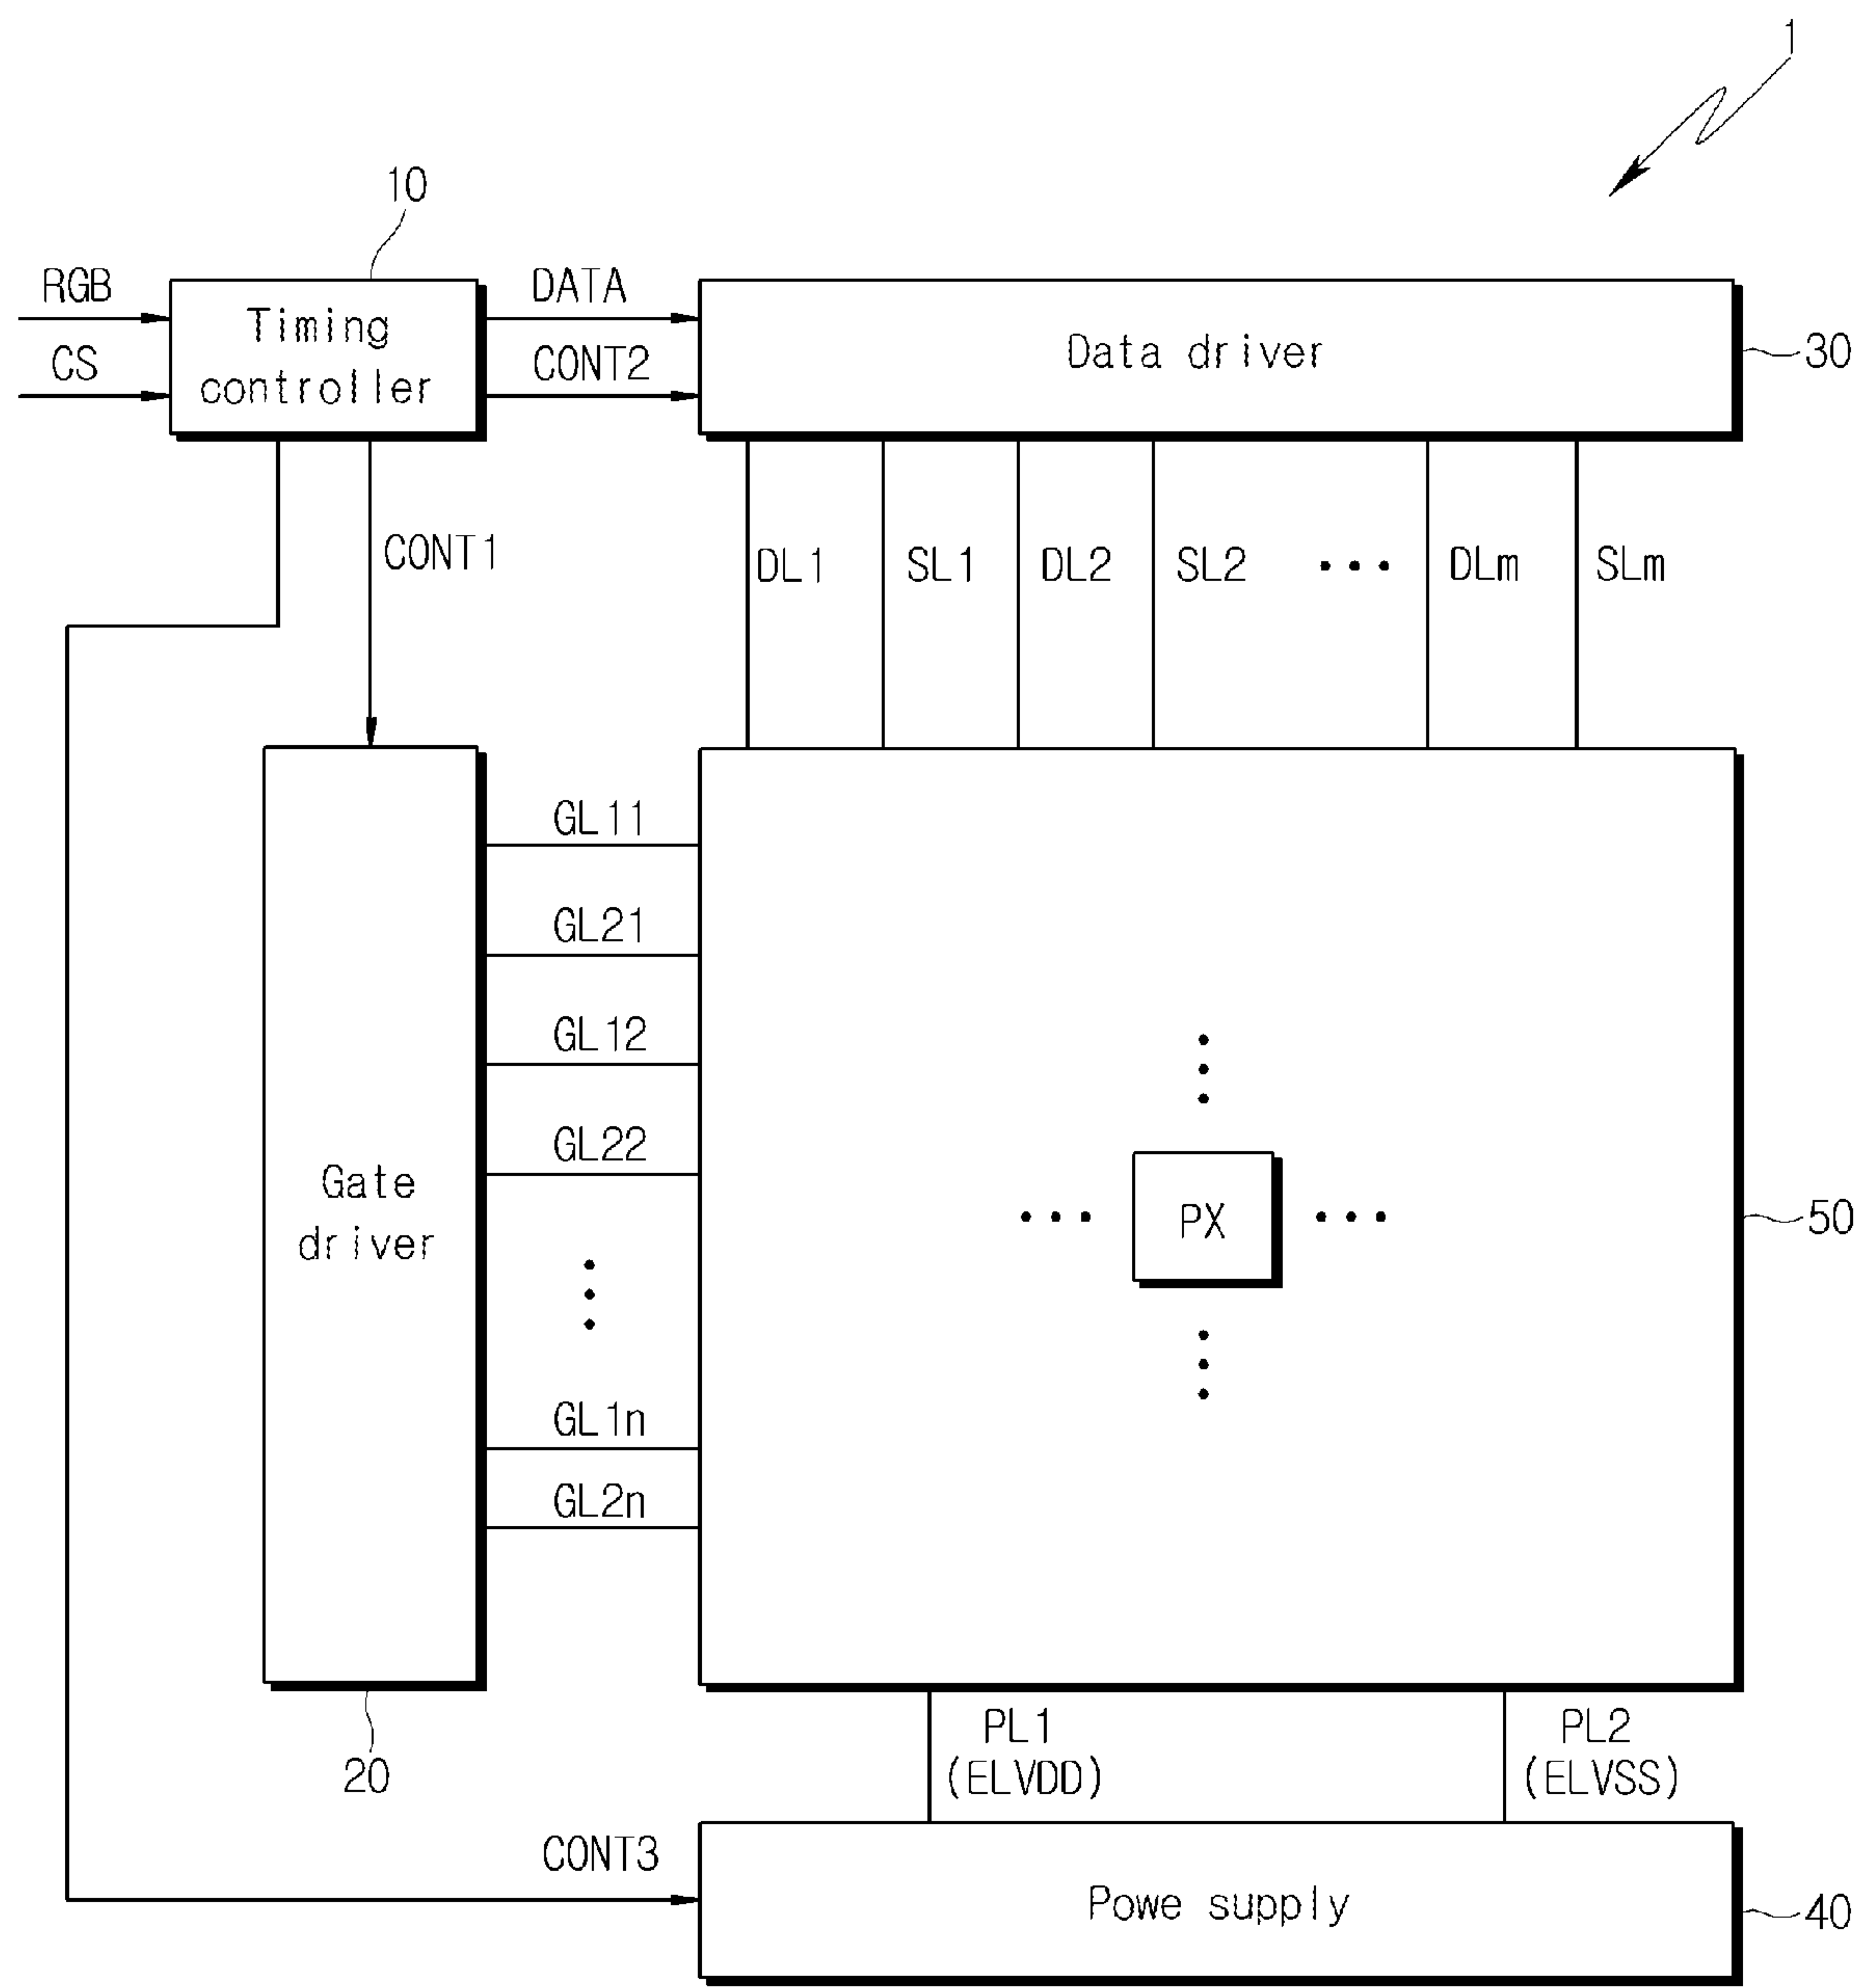 1
10
RGB
DATA
Timing
controller
Data driver
30
CS
CONT2
CONT1
DL1
SL1
DL2
SL2
DLm
SLm
GL11
GL21
GL12
GL22
Gate
driver
PX
50
GL1n
GL2n
20
PL1
(ELVDD)
PL2
(ELVSS)
CONT3
Powe supply
40